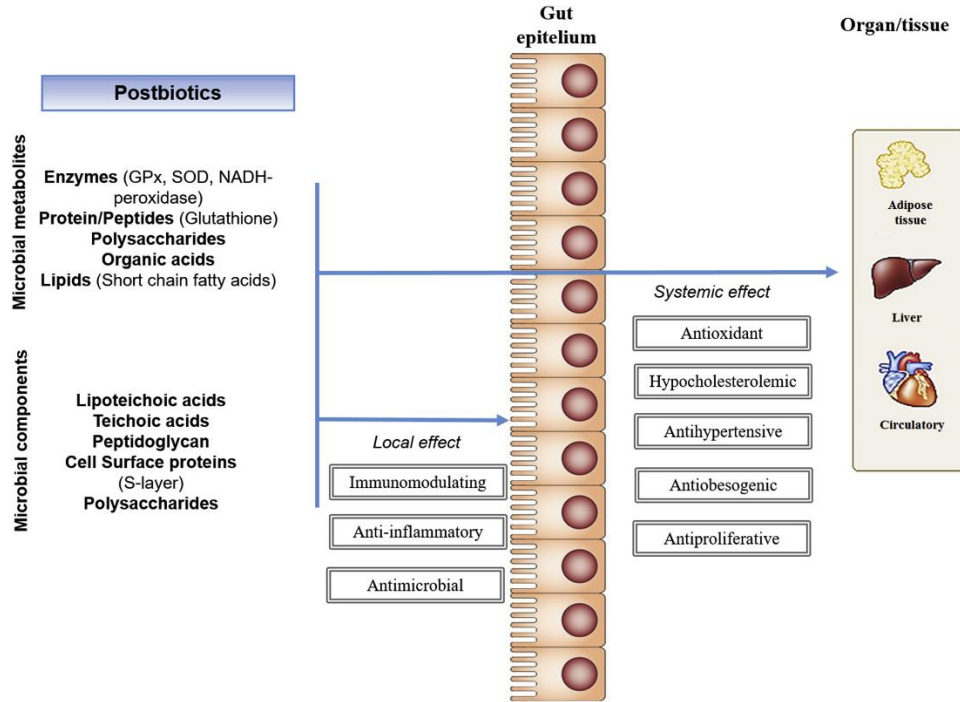 Gut
epitelium
Organ/tissue
Postbiotics
Microbial metabolites
Enzymes (GPx, SOD, NADH-
peroxidase)
Protein/Peptides (Glutathione)
Polysaccharides
Organic acids
Lipids (Short chain fatty acids)
Microbial components
Lipoteichoic acids
Teichoic acids
Peptidoglycan
Cell Surface proteins
(S-layer)
Polysaccharides
Local effect
Immunomodulating
Anti-inflammatory
Antimicrobial
Systemic effect
Antioxidant
Hypocholesterolemic
Antihypertensive
Antiobesogenic
Antiproliferative
Adipose
tissue
Liver
Circulatory